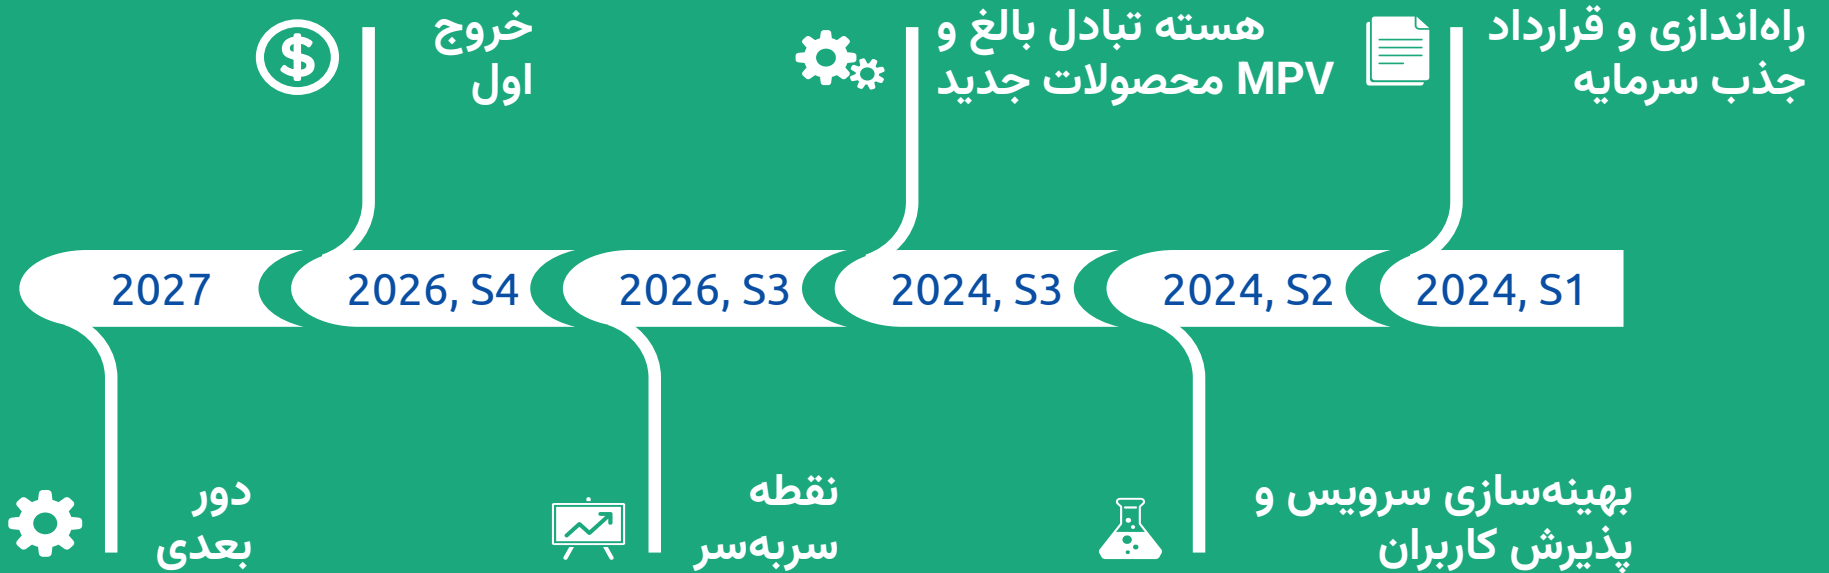 راه‌اندازی و قرارداد
جذب سرمایه
هسته تبادل بالغ و
MPV محصولات جدید
خروج
اول
2024, S1
2024, S2
2024, S3
2026, S3
2026, S4
2027
بهینه‌سازی سرویس و
پذیرش کاربران
نقطه
سربه‌سر
دور
بعدی